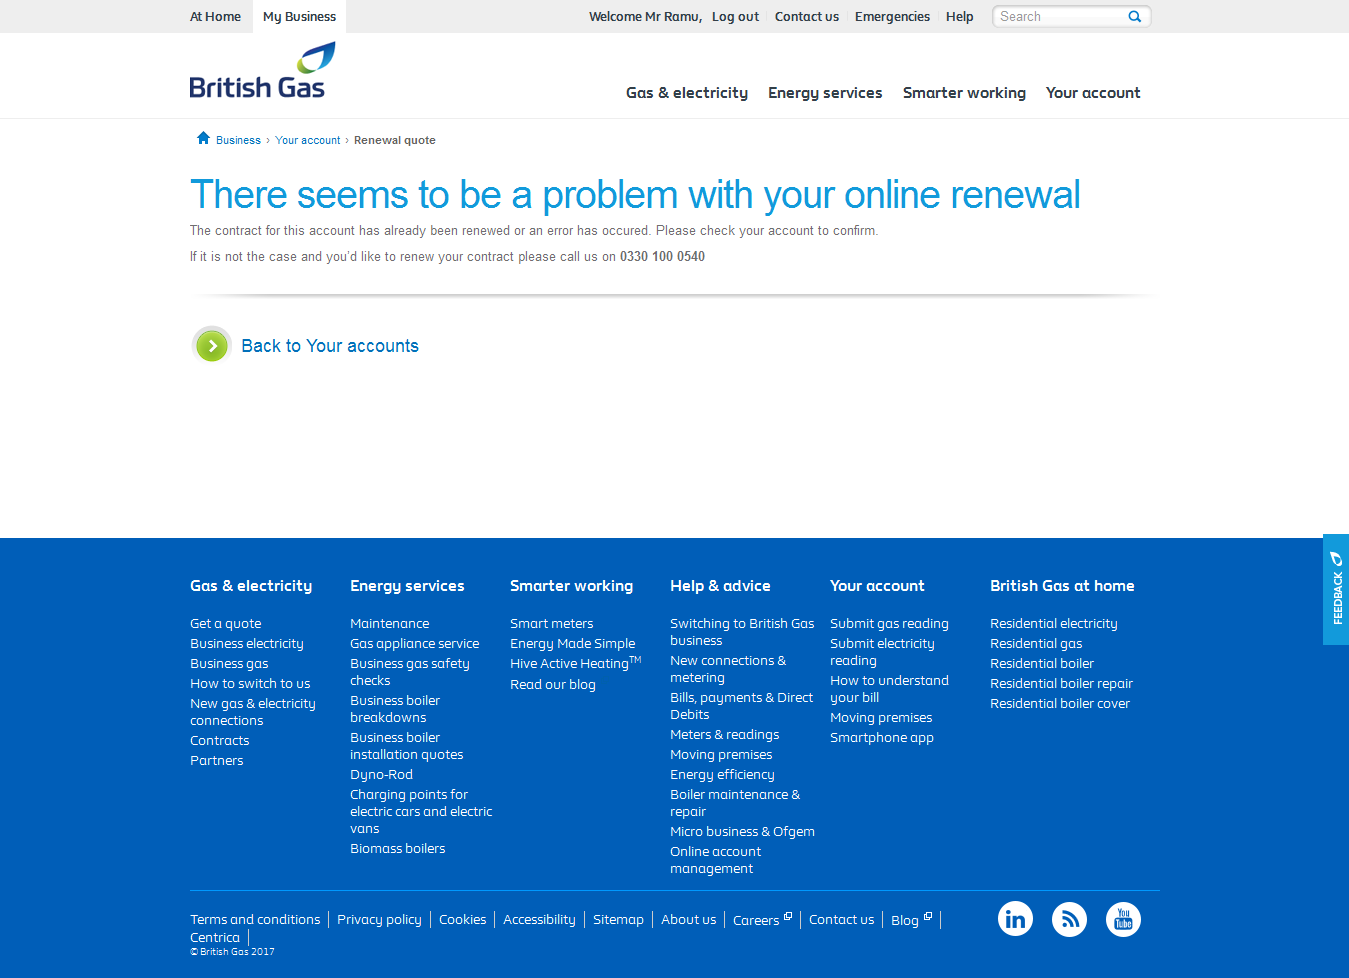 At Home My Business Welcome Mr Ramu, Log out Contact us Emergencies Help Search
British Gas
Gas & electricity Energy services Smarter working Your account
Business › Your account › Renewal quote
There seems to be a problem with your online renewal
The contract for this account has already been renewed or an error has occured. Please check your account to confirm.
If it is not the case and you'd like to renew your contract please call us on 0330 100 0540
Back to Your accounts
FEEDBACK
Gas & electricity
Get a quote
Business electricity
Business gas
How to switch to us
New gas & electricity
connections
Contracts
Partners
Energy services
Maintenance
Gas appliance service
Business gas safety
checks
Business boiler
breakdowns
Business boiler
installation quotes
Dyno-Rod
Charging points for
electric cars and electric
vans
Biomass boilers
Smarter working
Smart meters
Energy Made Simple
Hive Active Heating™
Read our blog
Help & advice
Switching to British Gas
business
New connections &
metering
Bills, payments & Direct
Debits
Meters & readings
Moving premises
Energy efficiency
Boiler maintenance &
repair
Micro business & Ofgem
Online account
management
Your account
Submit gas reading
Submit electricity
reading
How to understand
your bill
Moving premises
Smartphone app
British Gas at home
Residential electricity
Residential gas
Residential boiler
Residential boiler repair
Residential boiler cover
Terms and conditions Privacy policy Cookies Accessibility Sitemap About us Careers Contact us Blog
Centrica
© British Gas 2017
in
You
Tube